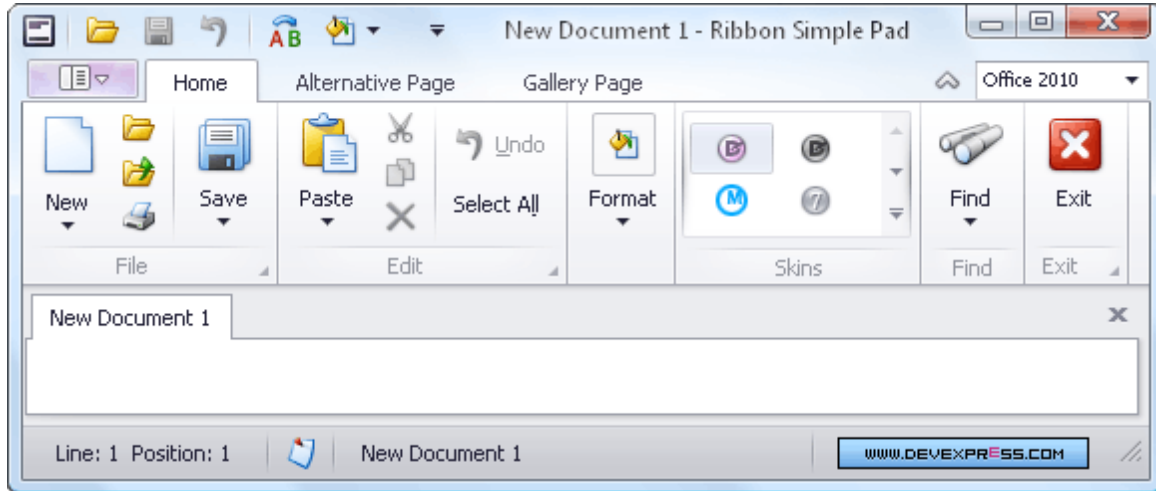 AB
New Document 1 - Ribbon Simple Pad
Home
Alternative Page
Gallery Page
Office 2010
New
Save
Paste
Undo
Select All
Format
M
Find
Exit
File
Edit
Skins
Find
Exit
New Document 1
Line: 1 Position: 1
New Document 1
WWW.DEVEXPRESS.COM